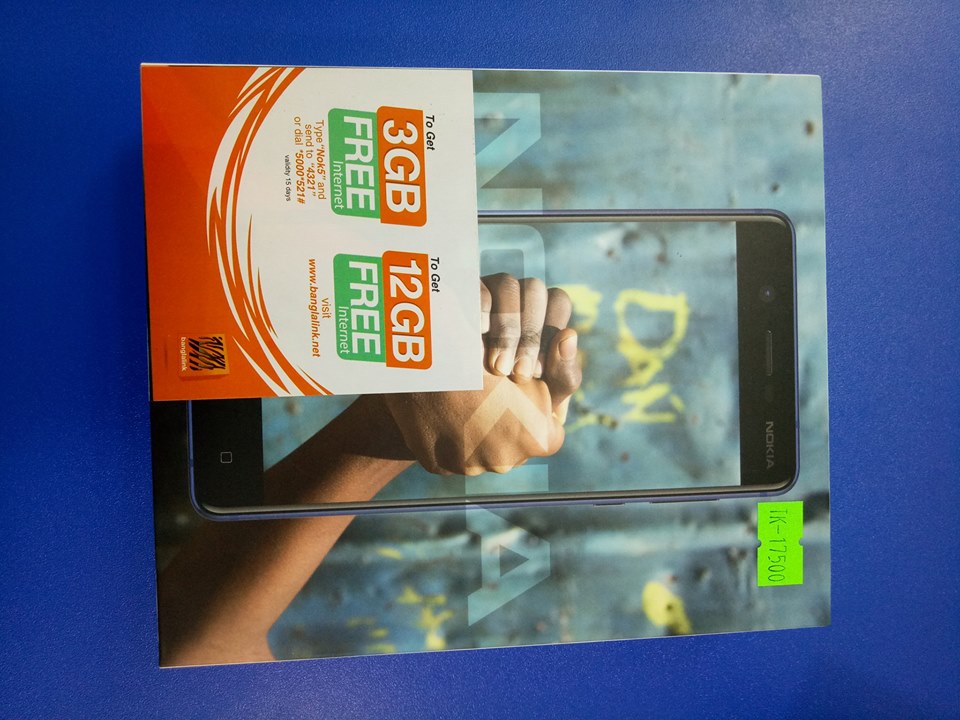 To Get
3GB
FREE
Internet
Type "Nok5" and
send to "4321"
or dial *5000*521#
validity 15 days
To Get
12GB
FREE
Internet
visit
www.banglalink.net
banglalink
NOKIA
NOKIA
DAN
TK-17500